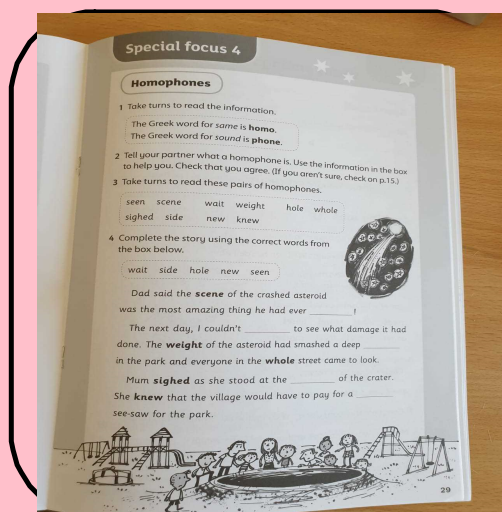 Special focus 4
Homophones
1 Take turns to read the information.
The Greek word for same is homo.
The Greek word for sound is phone.
2 Tell your partner what a homophone is. Use the information in the box
to help you. Check that you agree. (If you aren't sure, check on p.15.)
3 Take turns to read these pairs of homophones.
seen scene wait weight hole whole
sighed side new knew
4 Complete the story using the correct words from
the box below.
wait side hole new seen
Dad said the scene of the crashed asteroid
was the most amazing thing he had ever ________!
The next day, I couldn't ________ to see what damage it had
done. The weight of the asteroid had smashed a deep ________
in the park and everyone in the whole street came to look.
Mum sighed as she stood at the ________ of the crater.
She knew that the village would have to pay for a ________
see-saw for the park.
29